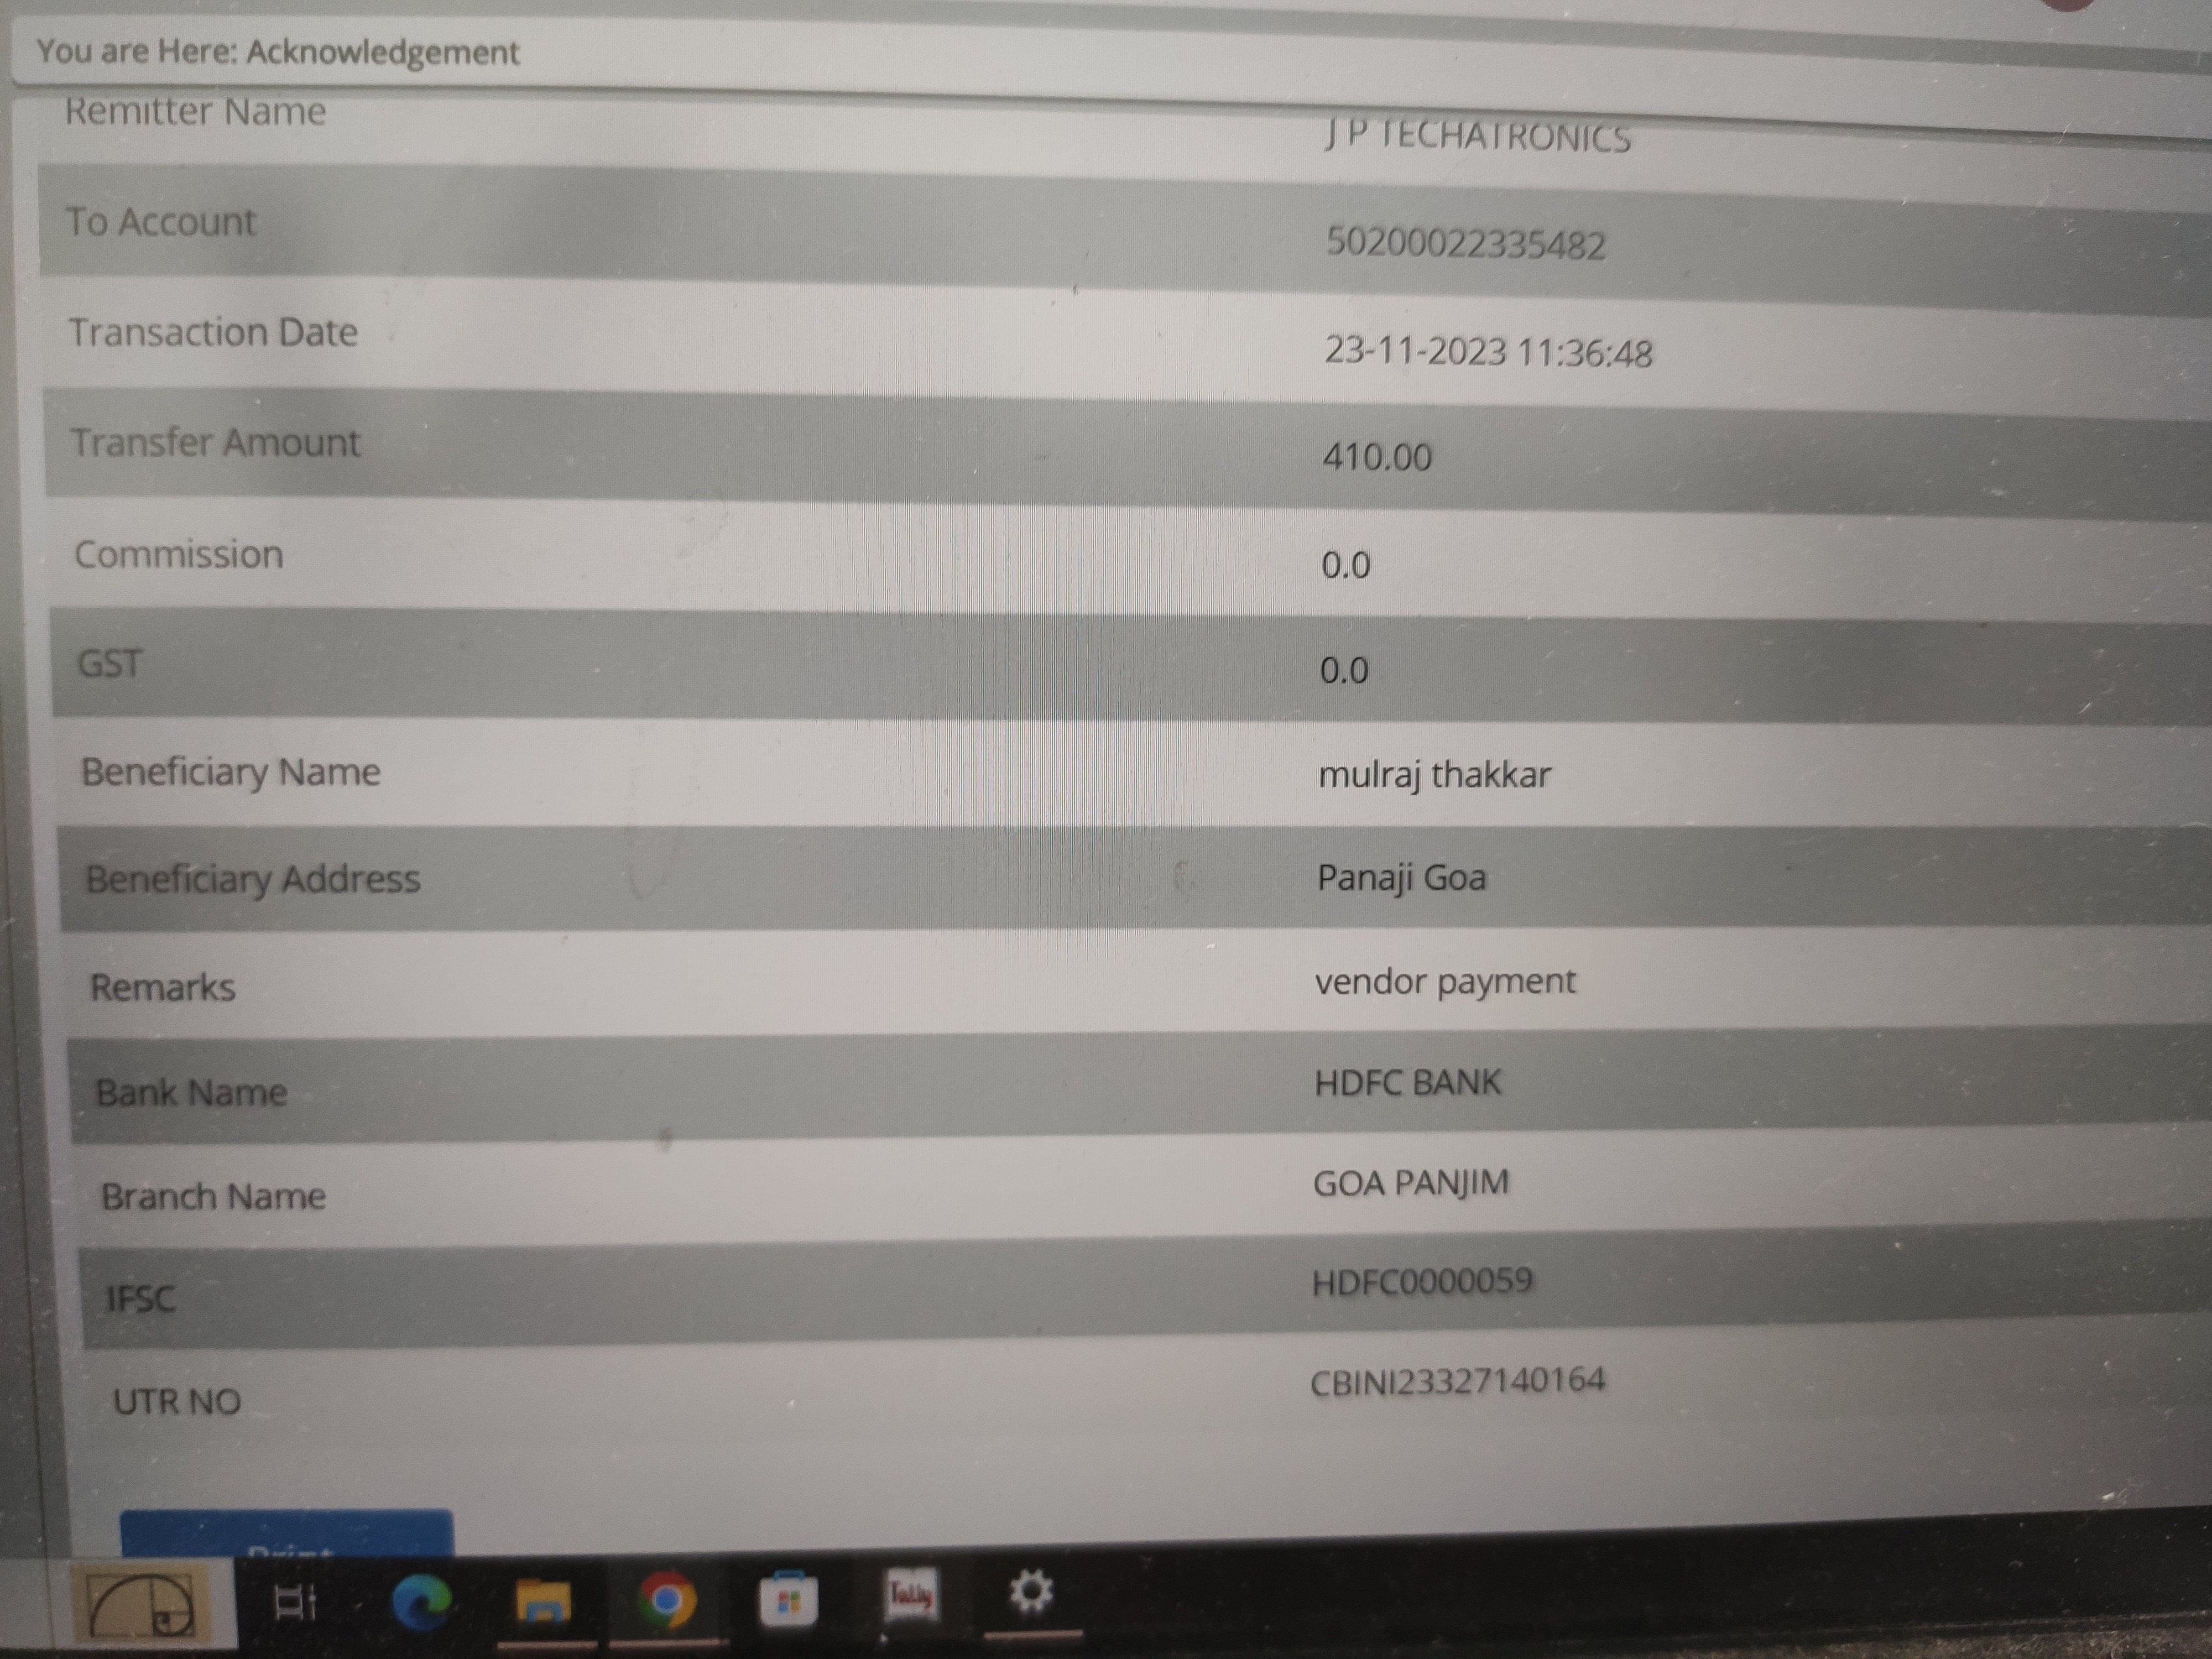 You are Here: Acknowledgement
Remitter Name J P TECHATRONICS
To Account 50200022335482
Transaction Date 23-11-2023 11:36:48
Transfer Amount 410.00
Commission 0.0
GST 0.0
Beneficiary Name mulraj thakkar
Beneficiary Address Panaji Goa
Remarks vendor payment
Bank Name HDFC BANK
Branch Name GOA PANJIM
IFSC HDFC0000059
UTR NO CBINI23327140164
Print
Tally